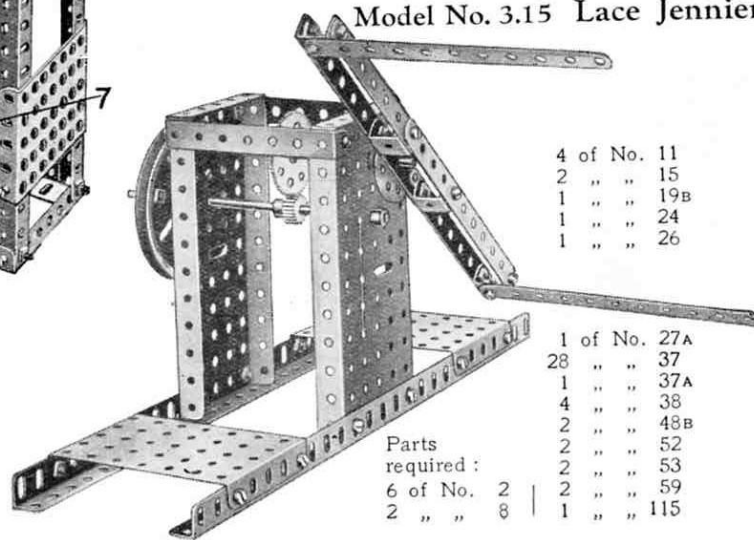 Model No. 3.15 Lace Jennier
7
Parts
required :
6 of No. 2
2 „ „ 8
4 of No. 11
2 „ „ 15
1 „ „ 19B
1 „ „ 24
1 „ „ 26
1 of No. 27A
28 „ „ 37
1 „ „ 37A
4 „ „ 38
2 „ „ 48B
2 „ „ 52
2 „ „ 53
2 „ „ 59
1 „ „ 115